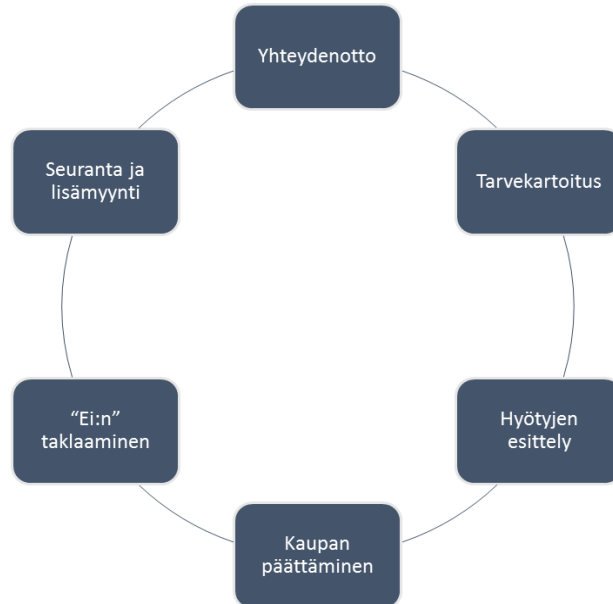 Yhteydenotto
Tarvekartoitus
Hyötyjen
esittely
Kaupan
päättäminen
“Ei:n”
taklaaminen
Seuranta ja
lisämyynti